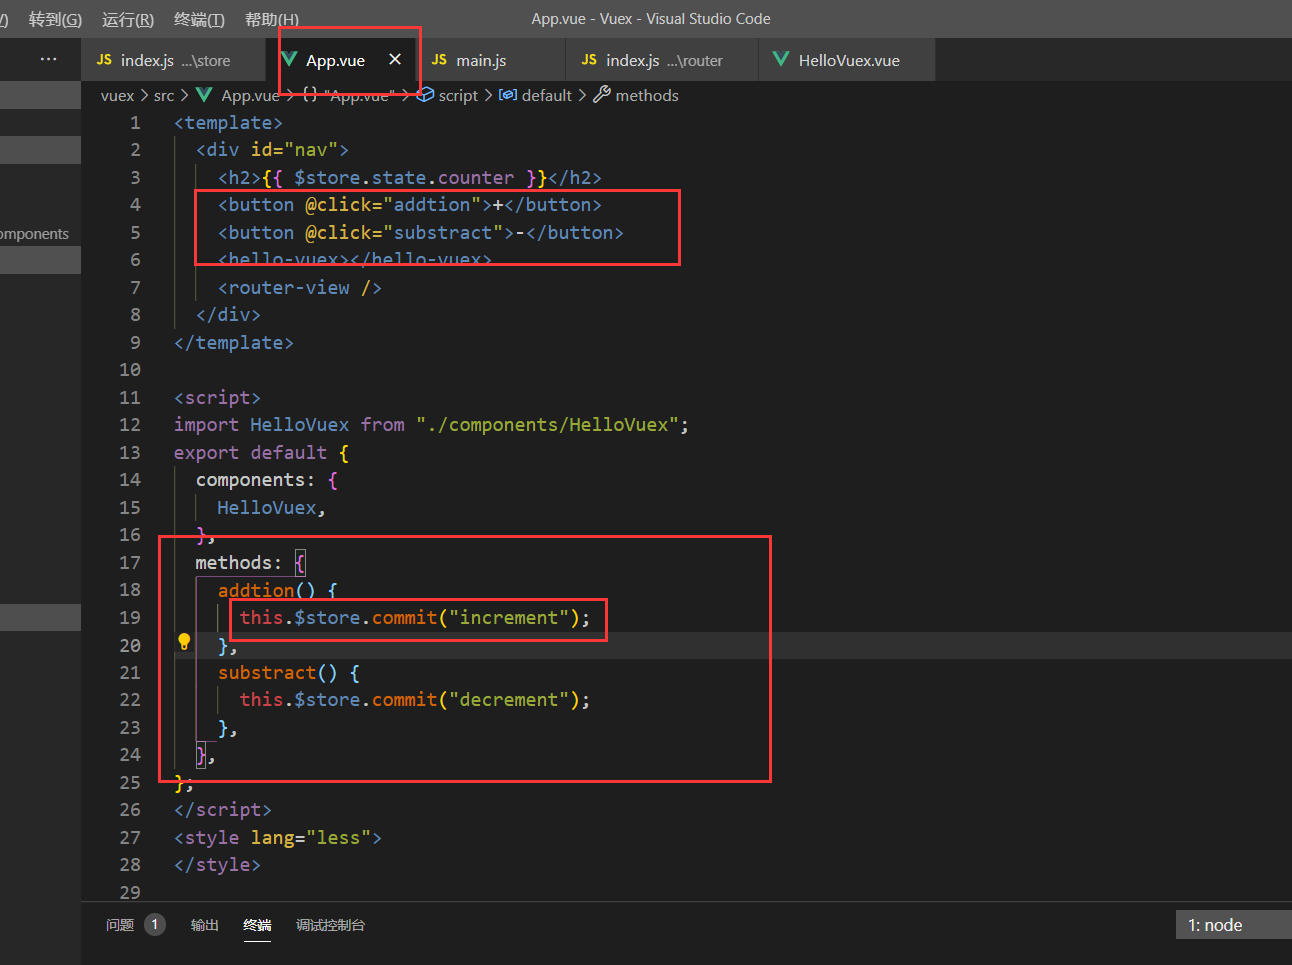 ) 转到(G) 运行(R) 终端(T) 帮助(H) App.vue - Vuex - Visual Studio Code
··· JS index.js ...\store App.vue × JS main.js JS index.js ...\router HelloVuex.vue
vuex > src > App.vue > {} "App.vue" > script > default > methods
1 <template>
2 <div id="nav">
3 <h2>{{ $store.state.counter }}</h2>
4 <button @click="addtion">+</button>
5 <button @click="substract">-</button>
omponents
6 <hello-vuex></hello-vuex>
7 <router-view />
8 </div>
9 </template>
10
11 <script>
12 import HelloVuex from "./components/HelloVuex";
13 export default {
14 components: {
15 HelloVuex,
16 },
17 methods: {
18 addtion() {
19 this.$store.commit("increment");
20 },
21 substract() {
22 this.$store.commit("decrement");
23 },
24 },
25 };
26 </script>
27 <style lang="less">
28 </style>
29
问题 1 输出 终端 调试控制台 1: node